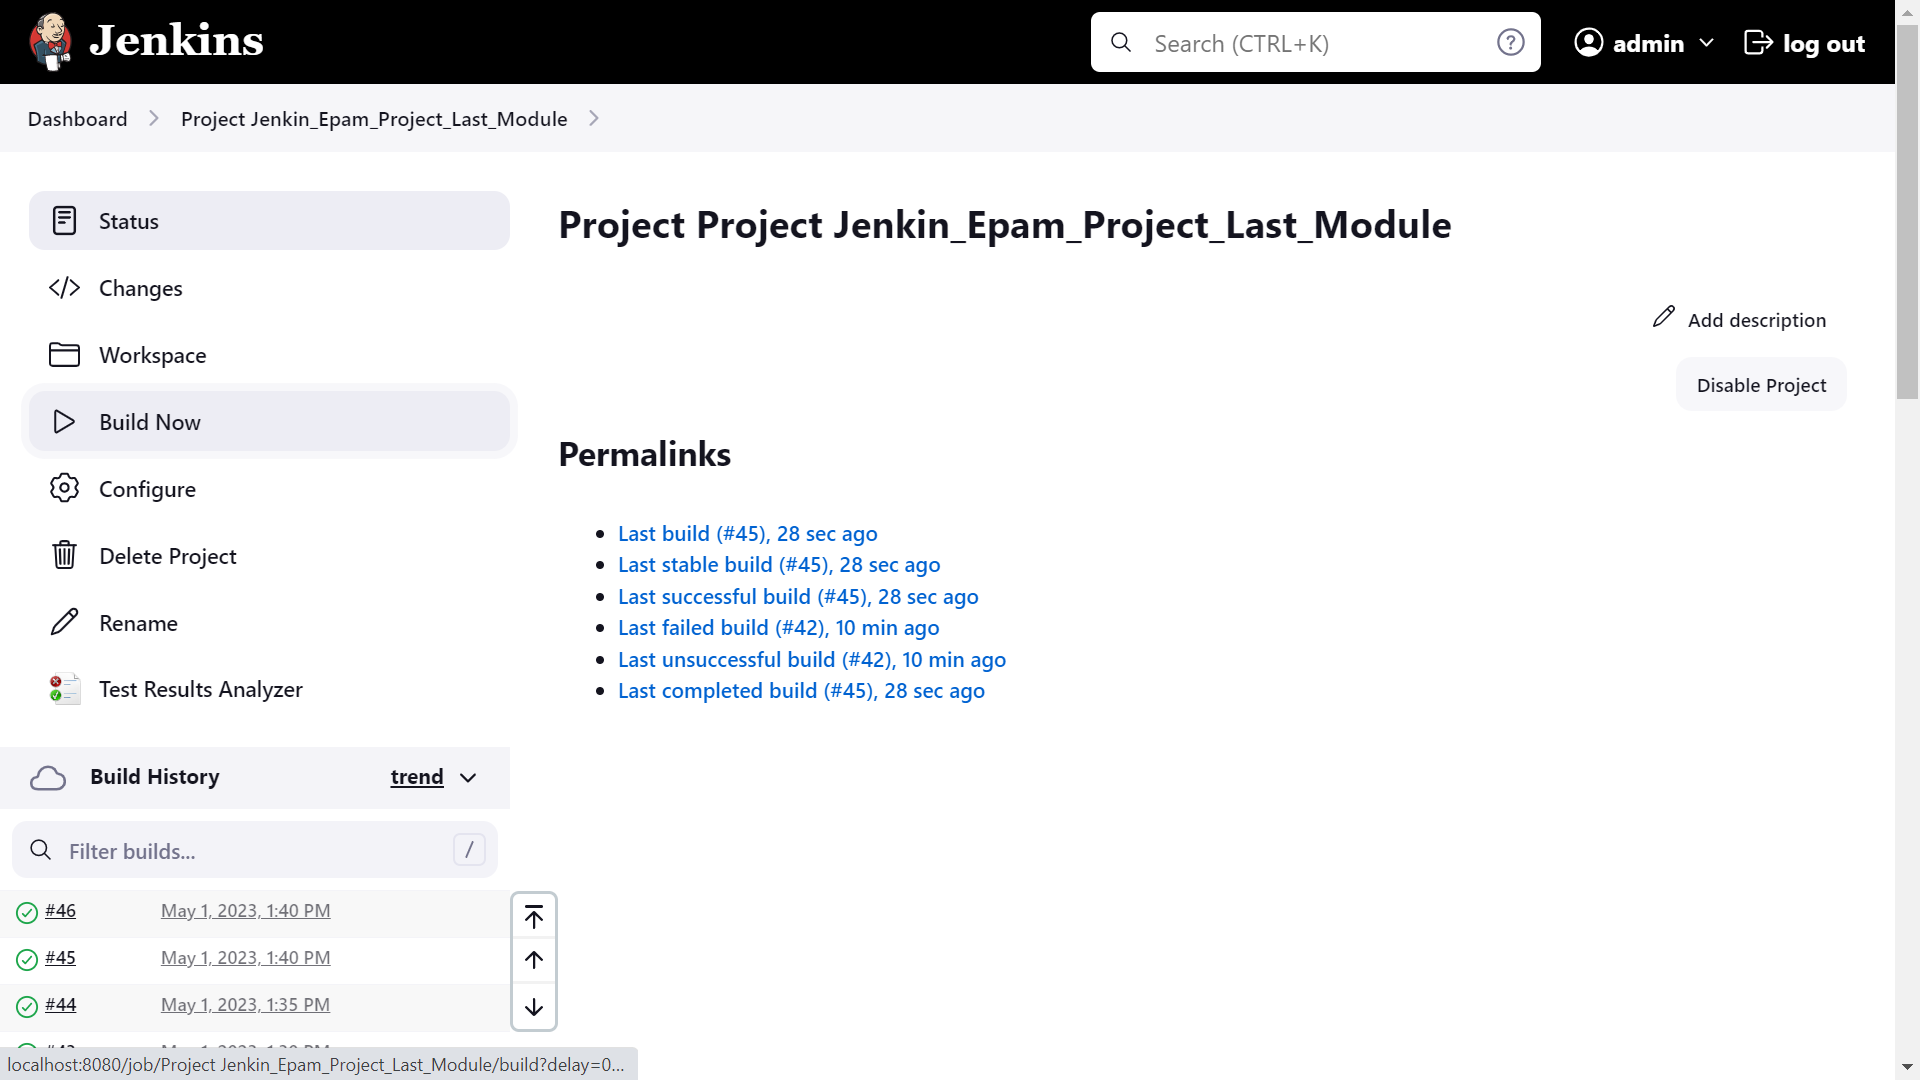 Jenkins
Search (CTRL+K)
admin
log out
Dashboard
Project Jenkin_Epam_Project_Last_Module
Status
Changes
Workspace
Build Now
Configure
Delete Project
Rename
Test Results Analyzer
Project Project Jenkin_Epam_Project_Last_Module
Add description
Disable Project
Permalinks
Last build (#45), 28 sec ago
Last stable build (#45), 28 sec ago
Last successful build (#45), 28 sec ago
Last failed build (#42), 10 min ago
Last unsuccessful build (#42), 10 min ago
Last completed build (#45), 28 sec ago
Build History
trend
Filter builds...
/
#46 May 1, 2023, 1:40 PM
#45 May 1, 2023, 1:40 PM
#44 May 1, 2023, 1:35 PM
localhost:8080/job/Project Jenkin_Epam_Project_Last_Module/build?delay=0...